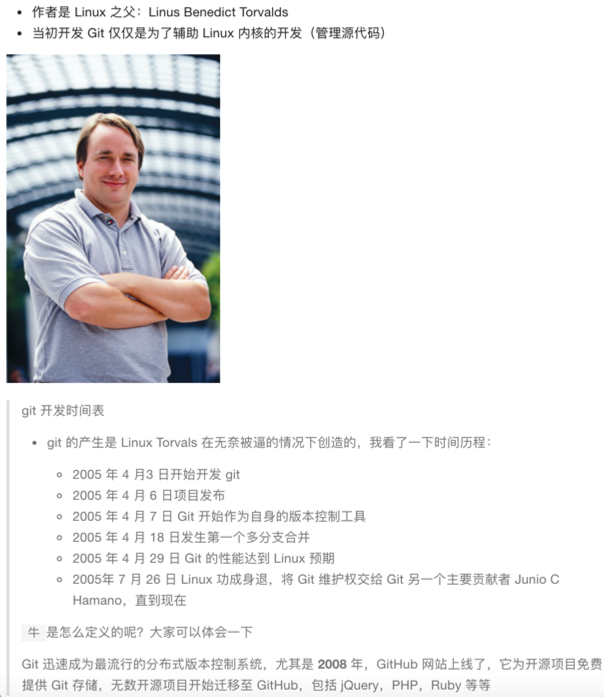 作者是 Linux 之父：Linus Benedict Torvalds
当初开发 Git 仅仅是为了辅助 Linux 内核的开发（管理源代码）
git 开发时间表
git 的产生是 Linux Torvals 在无奈被逼的情况下创造的，我看了一下时间历程：
2005 年 4 月3 日开始开发 git
2005 年 4 月 6 日项目发布
2005 年 4 月 7 日 Git 开始作为自身的版本控制工具
2005 年 4 月 18 日发生第一个多分支合并
2005 年 4 月 29 日 Git 的性能达到 Linux 预期
2005年 7 月 26 日 Linux 功成身退，将 Git 维护权交给 Git 另一个主要贡献者 Junio C
Hamano，直到现在
牛 是怎么定义的呢？大家可以体会一下
Git 迅速成为最流行的分布式版本控制系统，尤其是 2008 年，GitHub 网站上线了，它为开源项目免费
提供 Git 存储，无数开源项目开始迁移至 GitHub，包括 jQuery，PHP，Ruby 等等